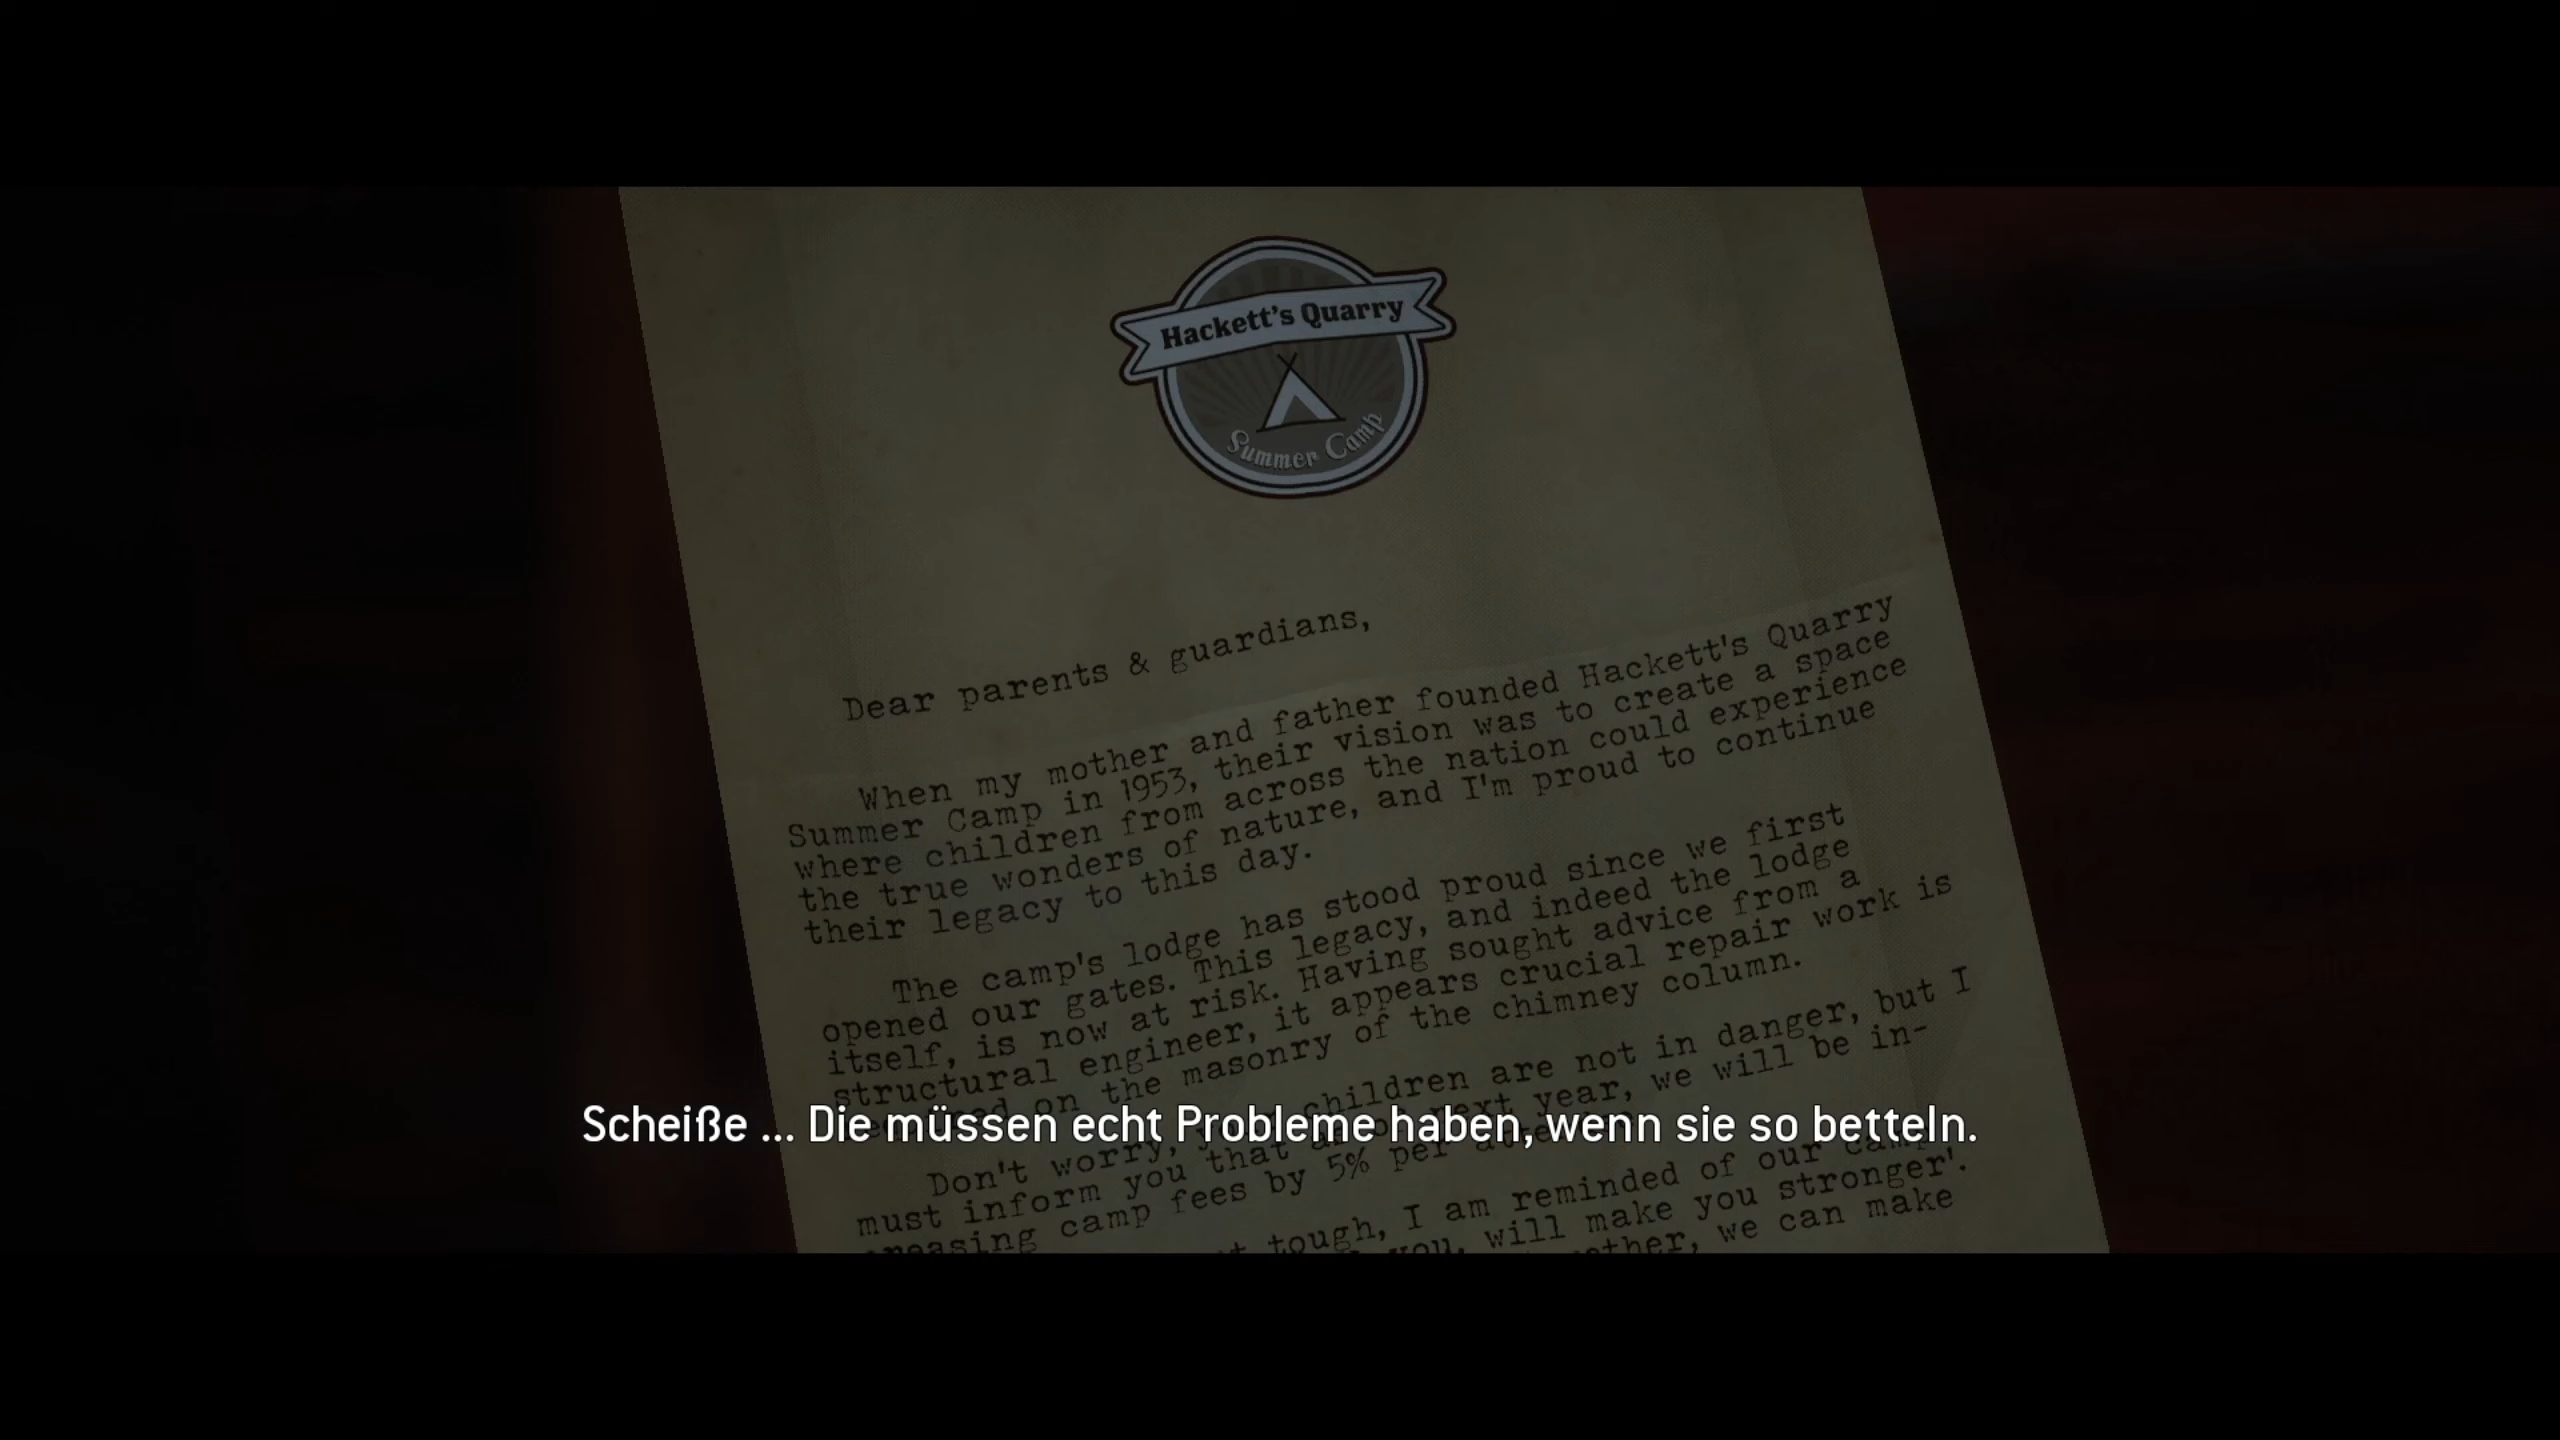 Hackett's Quarry
Summer Camp
Dear parents & guardians,
When my mother and father founded Hackett's Quarry
Summer Camp in 1953, their vision was to create a space
where children from across the nation could experience
the true wonders of nature, and I'm proud to continue
their legacy to this day.
The camp's lodge has stood proud since we first
opened our gates. This legacy, and indeed the lodge
itself, is now at risk. Having sought advice from a
structural engineer, it appears crucial repair work is
on the masonry of the chimney column.
Don't worry, your children are not in danger, but I
must inform you that as of next year, we will be in-
creasing camp fees by 5% per
tough, I am reminded of our camp
you, will make you stronger'.
we can make
Scheiße ... Die müssen echt Probleme haben, wenn sie so betteln.